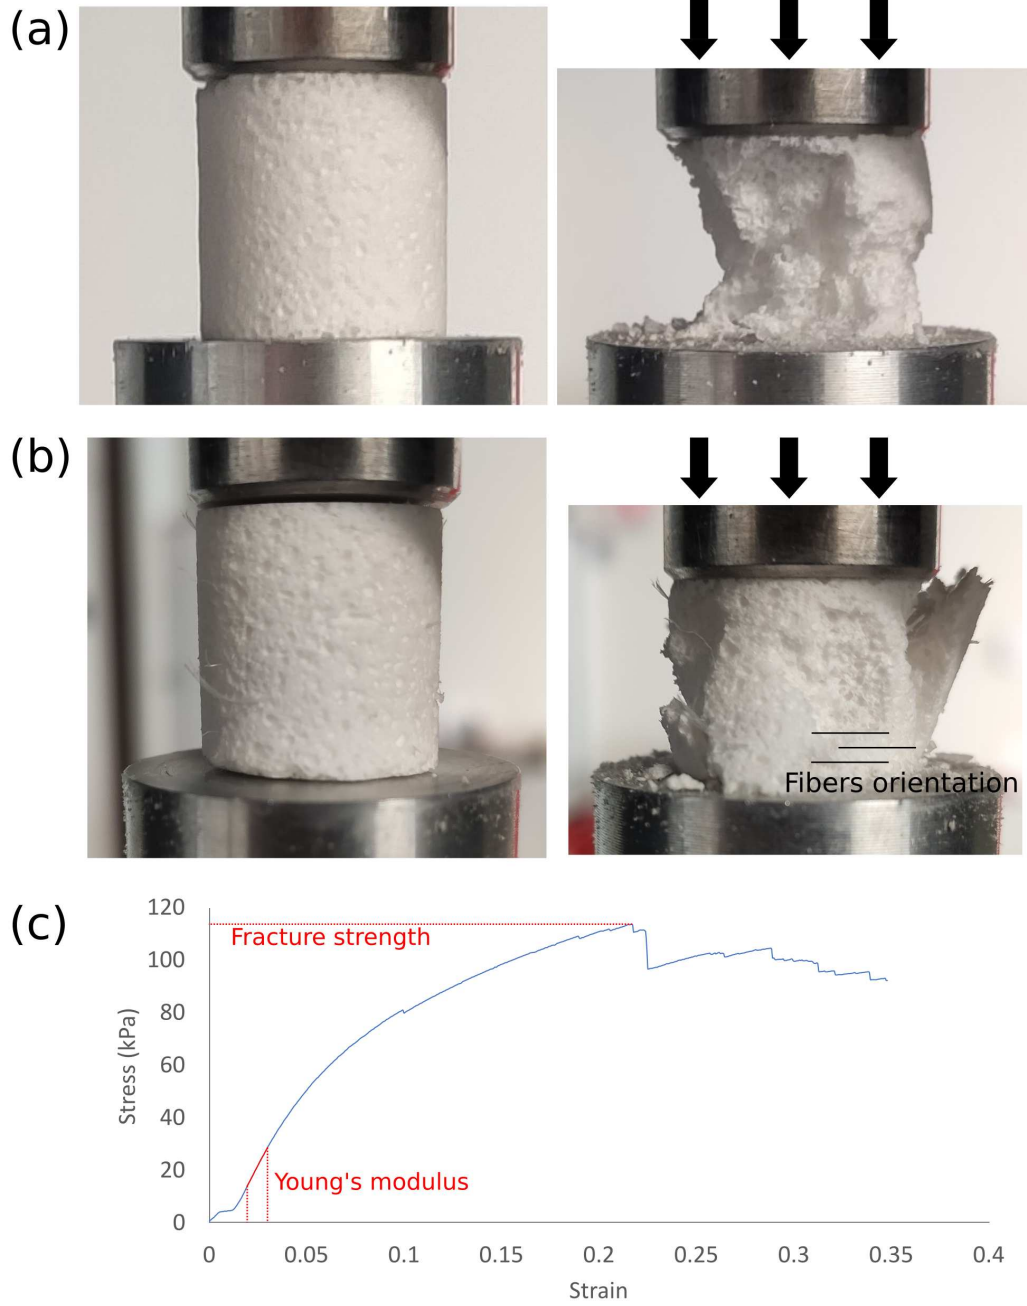 (a)
(b)
Fibers orientation
(c)
120
100
80
60
40
20
0
Stress (kPa)
Fracture strength
Young's modulus
0 0.05 0.1 0.15 0.2 0.25 0.3 0.35 0.4
Strain